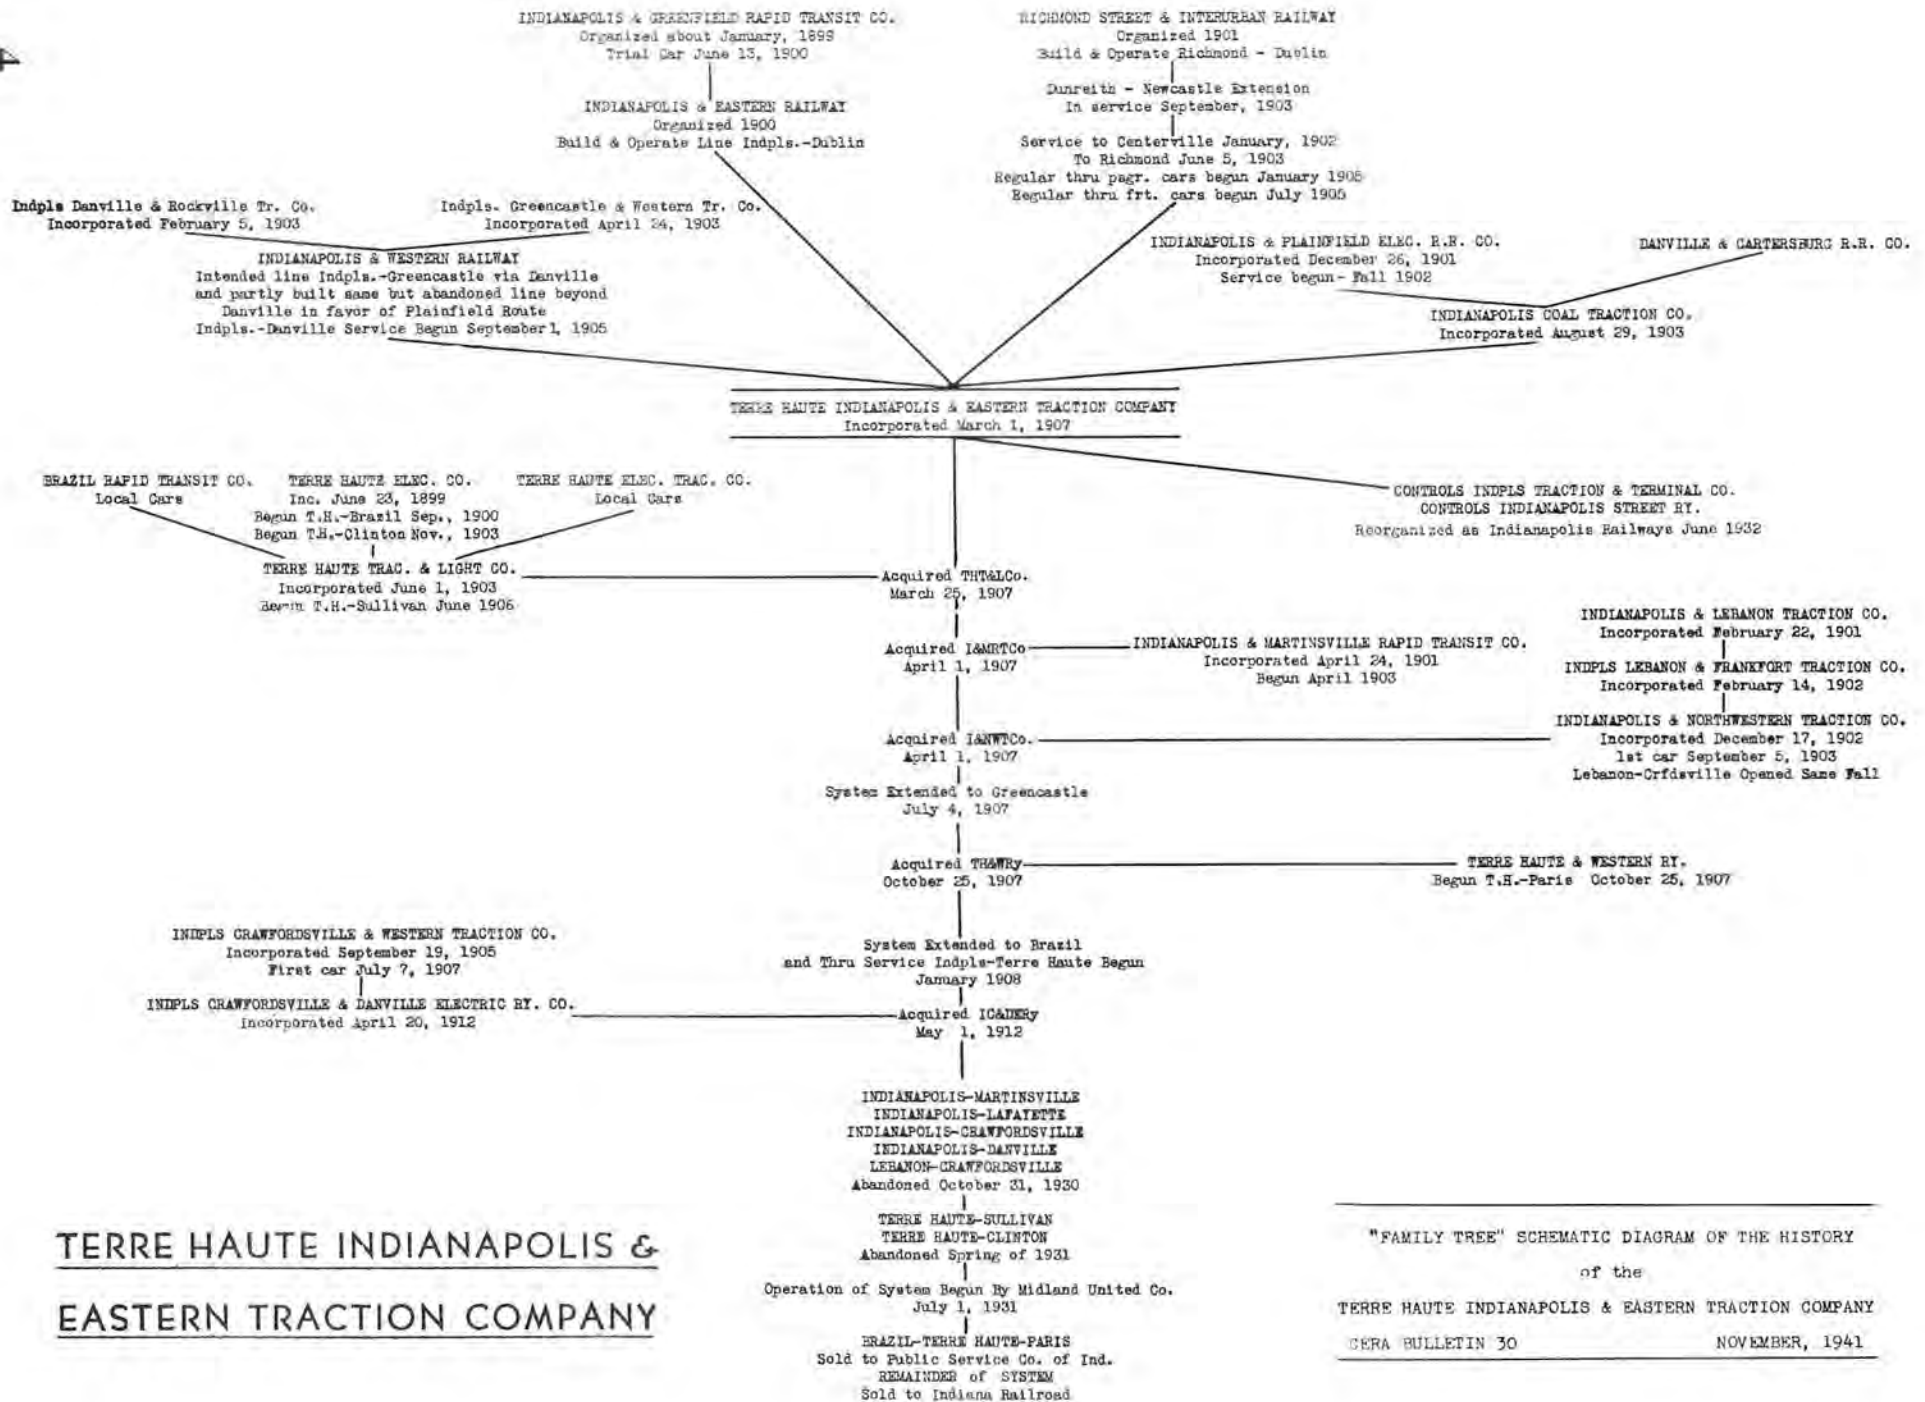 INDIANAPOLIS & GREENFIELD RAPID TRANSIT CO.
Organized about January, 1899
Trial Car June 13, 1900
INDIANAPOLIS & EASTERN RAILWAY
Organized 1900
Build & Operate Line Indpls.-Dublin
RICHMOND STREET & INTERURBAN RAILWAY
Organized 1901
Build & Operate Richmond - Dublin
Dunreith - Newcastle Extension
In service September, 1903
Service to Centerville January, 1902
To Richmond June 5, 1903
Regular thru psgr. cars begun January 1905
Regular thru frt. cars begun July 1905
Indpls Danville & Rockville Tr. Co.
Incorporated February 5, 1903
Indpls. Greencastle & Western Tr. Co.
Incorporated April 24, 1903
INDIANAPOLIS & WESTERN RAILWAY
Intended line Indpls.-Greencastle via Danville
and partly built same but abandoned line beyond
Danville in favor of Plainfield Route
Indpls.-Danville Service Begun September 1, 1905
INDIANAPOLIS & PLAINFIELD ELEC. R.R. CO.
Incorporated December 26, 1901
Service begun- Fall 1902
DANVILLE & CARTERSBURG R.R. CO.
INDIANAPOLIS COAL TRACTION CO.
Incorporated August 29, 1903
TERRE HAUTE INDIANAPOLIS & EASTERN TRACTION COMPANY
Incorporated March 1, 1907
BRAZIL RAPID TRANSIT CO.
Local Cars
TERRE HAUTE ELEC. CO.
Inc. June 23, 1899
Begun T.H.-Brazil Sep., 1900
Begun T.H.-Clinton Nov., 1903
TERRE HAUTE ELEC. TRAC. CO.
Local Cars
TERRE HAUTE TRAC. & LIGHT CO.
Incorporated June 1, 1903
Begun T.H.-Sullivan June 1906
CONTROLS INDPLS TRACTION & TERMINAL CO.
CONTROLS INDIANAPOLIS STREET RY.
Reorganized as Indianapolis Railways June 1932
Acquired THT&LCo.
March 25, 1907
Acquired I&MRTCo
April 1, 1907
INDIANAPOLIS & MARTINSVILLE RAPID TRANSIT CO.
Incorporated April 24, 1901
Begun April 1903
INDIANAPOLIS & LEBANON TRACTION CO.
Incorporated February 22, 1901
INDPLS LEBANON & FRANKFORT TRACTION CO.
Incorporated February 14, 1902
INDIANAPOLIS & NORTHWESTERN TRACTION CO.
Incorporated December 17, 1902
1st car September 5, 1903
Lebanon-Crfdsville Opened Same Fall
Acquired I&NWTCo.
April 1, 1907
System Extended to Greencastle
July 4, 1907
Acquired TH&WRy
October 25, 1907
TERRE HAUTE & WESTERN RY.
Begun T.H.-Paris October 25, 1907
INDPLS CRAWFORDSVILLE & WESTERN TRACTION CO.
Incorporated September 19, 1905
First car July 7, 1907
INDPLS CRAWFORDSVILLE & DANVILLE ELECTRIC RY. CO.
Incorporated April 20, 1912
System Extended to Brazil
and Thru Service Indpls-Terre Haute Begun
January 1908
Acquired IC&DERy
May 1, 1912
INDIANAPOLIS-MARTINSVILLE
INDIANAPOLIS-LAFAYETTE
INDIANAPOLIS-CRAWFORDSVILLE
INDIANAPOLIS-DANVILLE
LEBANON-CRAWFORDSVILLE
Abandoned October 31, 1930
TERRE HAUTE-SULLIVAN
TERRE HAUTE-CLINTON
Abandoned Spring of 1931
Operation of System Begun By Midland United Co.
July 1, 1931
BRAZIL-TERRE HAUTE-PARIS
Sold to Public Service Co. of Ind.
REMAINDER of SYSTEM
Sold to Indiana Railroad
TERRE HAUTE INDIANAPOLIS &
EASTERN TRACTION COMPANY
"FAMILY TREE" SCHEMATIC DIAGRAM OF THE HISTORY
of the
TERRE HAUTE INDIANAPOLIS & EASTERN TRACTION COMPANY
CERA BULLETIN 30 NOVEMBER, 1941